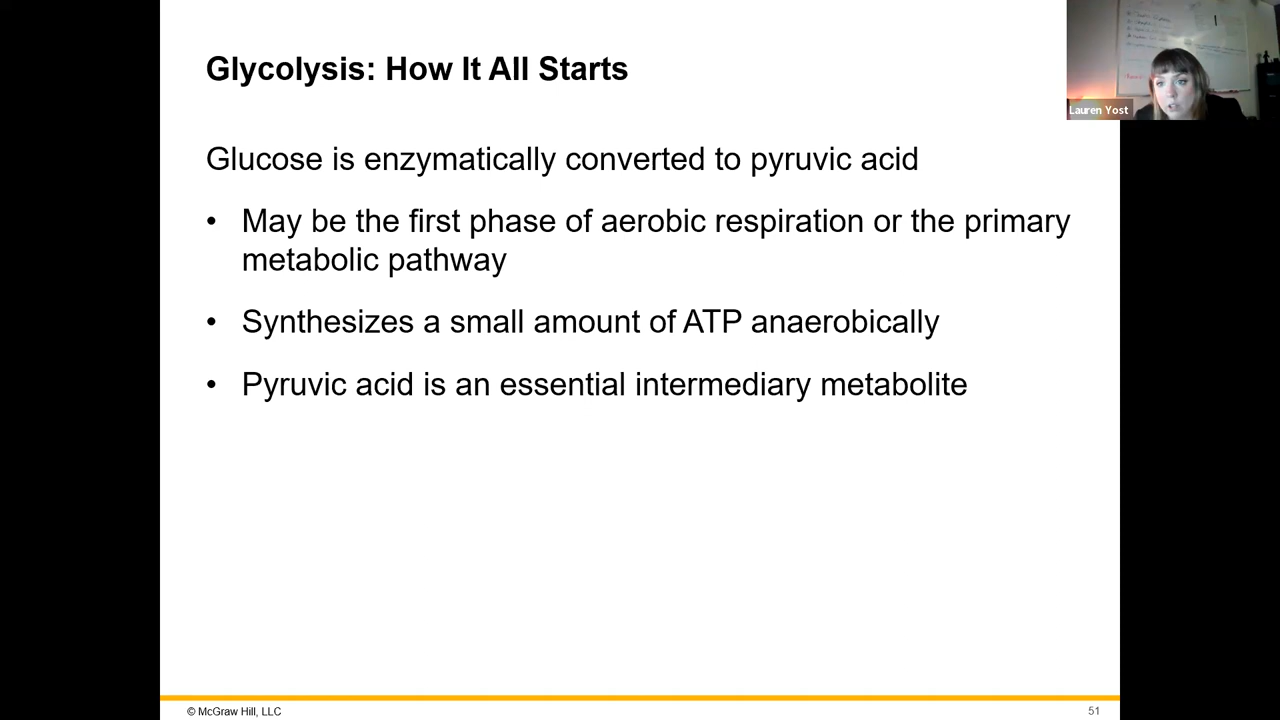 Glycolysis: How It All Starts
Lauren Yost
Glucose is enzymatically converted to pyruvic acid
• May be the first phase of aerobic respiration or the primary
metabolic pathway
• Synthesizes a small amount of ATP anaerobically
• Pyruvic acid is an essential intermediary metabolite
© McGraw Hill, LLC
51